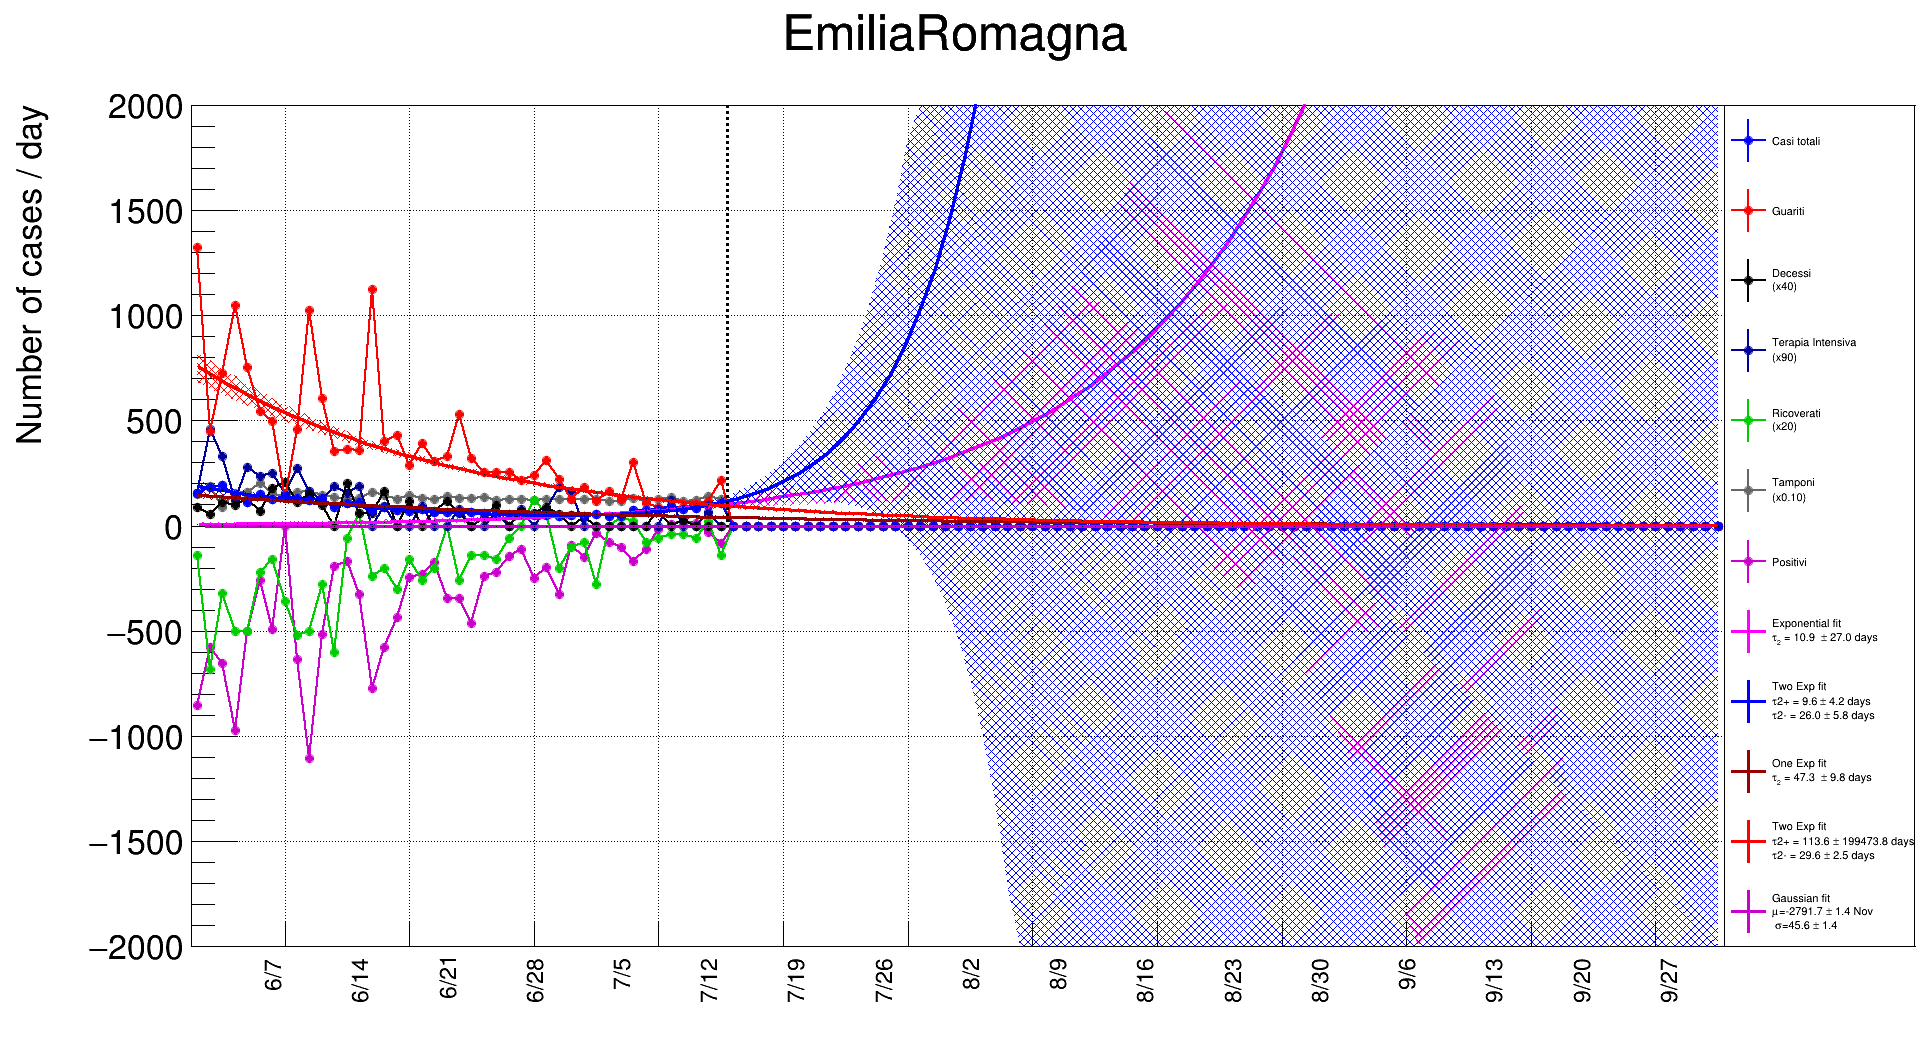 EmiliaRomagna
Number of cases / day
2000
1500
1000
500
0
−500
−1000
−1500
−2000
6/7
6/14
6/21
6/28
7/5
7/12
7/19
7/26
8/2
8/9
8/16
8/23
8/30
9/6
9/13
9/20
9/27
Casi totali
Guariti
Decessi
(x40)
Terapia Intensiva
(x90)
Ricoverati
(x20)
Tamponi
(x0.10)
Positivi
Exponential fit
τ2 = 10.9 ± 27.0 days
Two Exp fit
τ2+ = 9.6 ± 4.2 days
τ2- = 26.0 ± 5.8 days
One Exp fit
τ2 = 47.3 ± 9.8 days
Two Exp fit
τ2+ = 113.6 ± 199473.8 days
τ2- = 29.6 ± 2.5 days
Gaussian fit
μ=-2791.7 ± 1.4 Nov
σ=45.6 ± 1.4